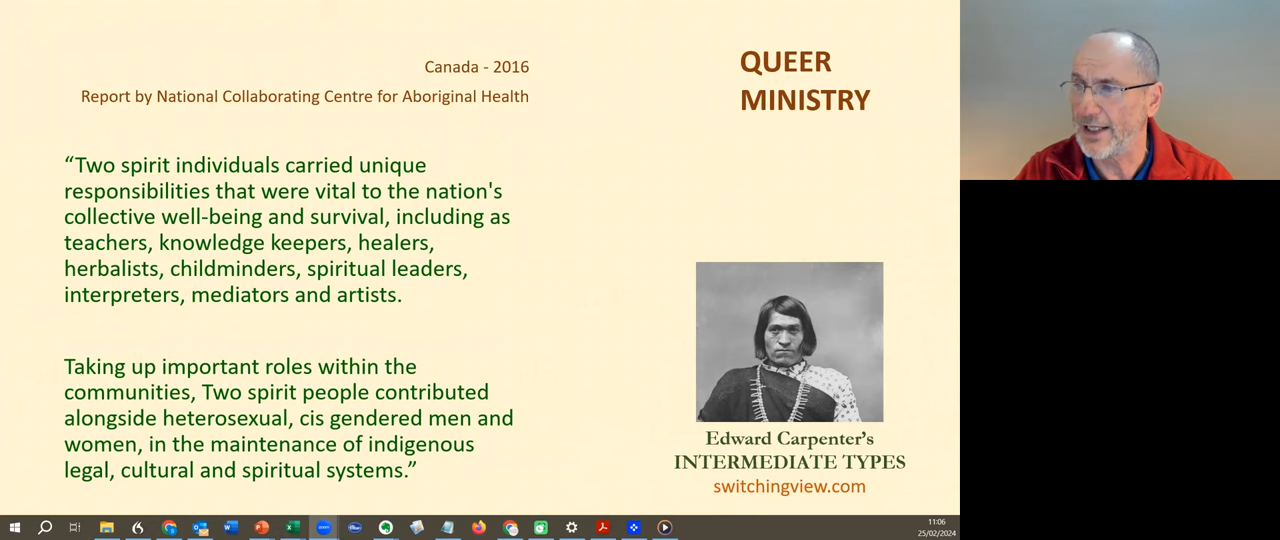 Canada - 2016
Report by National Collaborating Centre for Aboriginal Health
“Two spirit individuals carried unique
responsibilities that were vital to the nation's
collective well-being and survival, including as
teachers, knowledge keepers, healers,
herbalists, childminders, spiritual leaders,
interpreters, mediators and artists.
Taking up important roles within the
communities, Two spirit people contributed
alongside heterosexual, cis gendered men and
women, in the maintenance of indigenous
legal, cultural and spiritual systems.”
QUEER
MINISTRY
Edward Carpenter’s
INTERMEDIATE TYPES
switchingview.com
11:06
25/02/2024